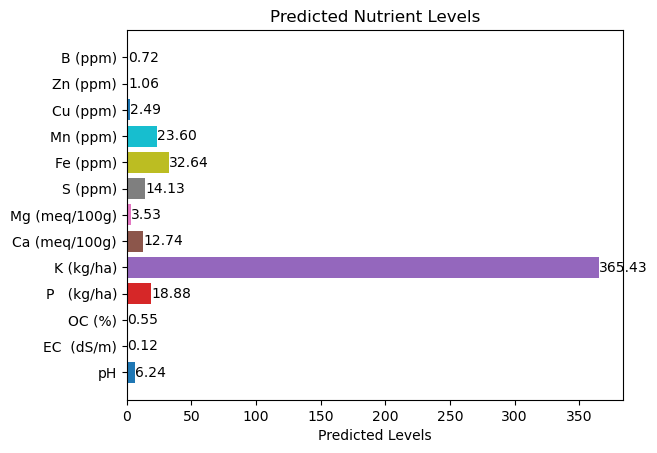 Predicted Nutrient Levels
B (ppm) 0.72
Zn (ppm) 1.06
Cu (ppm) 2.49
Mn (ppm) 23.60
Fe (ppm) 32.64
S (ppm) 14.13
Mg (meq/100g) 3.53
Ca (meq/100g) 12.74
K (kg/ha) 365.43
P   (kg/ha) 18.88
OC (%) 0.55
EC  (dS/m) 0.12
pH 6.24
0 50 100 150 200 250 300 350
Predicted Levels